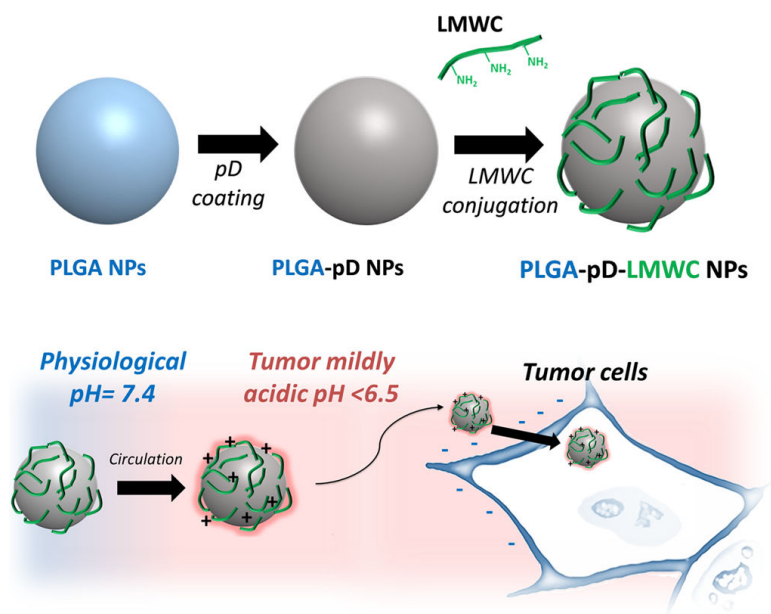 LMWC
NH2
NH2
NH2
pD
coating
LMWC
conjugation
PLGA NPs
PLGA-pD NPs
PLGA-pD-LMWC NPs
Physiological
pH= 7.4
Tumor mildly
acidic pH <6.5
Tumor cells
Circulation